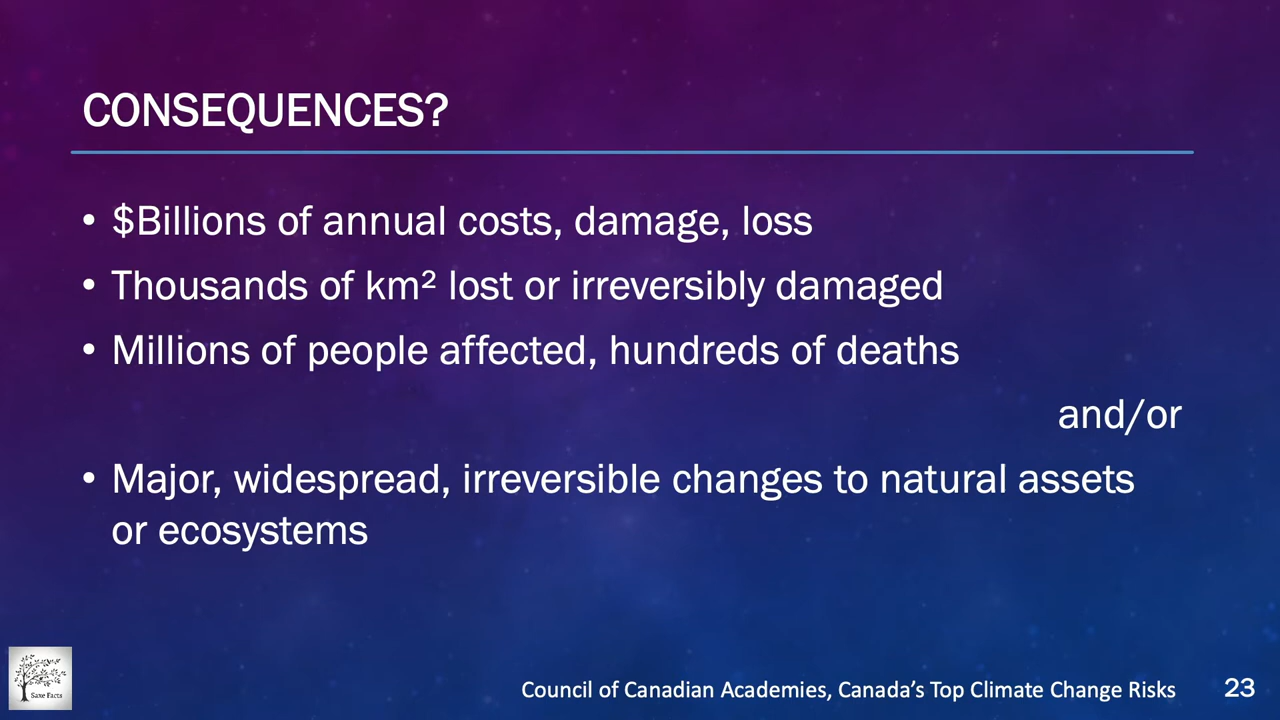 CONSEQUENCES?
• $Billions of annual costs, damage, loss
• Thousands of km² lost or irreversibly damaged
• Millions of people affected, hundreds of deaths
and/or
• Major, widespread, irreversible changes to natural assets
or ecosystems
Saxe Facts
Council of Canadian Academies, Canada’s Top Climate Change Risks
23